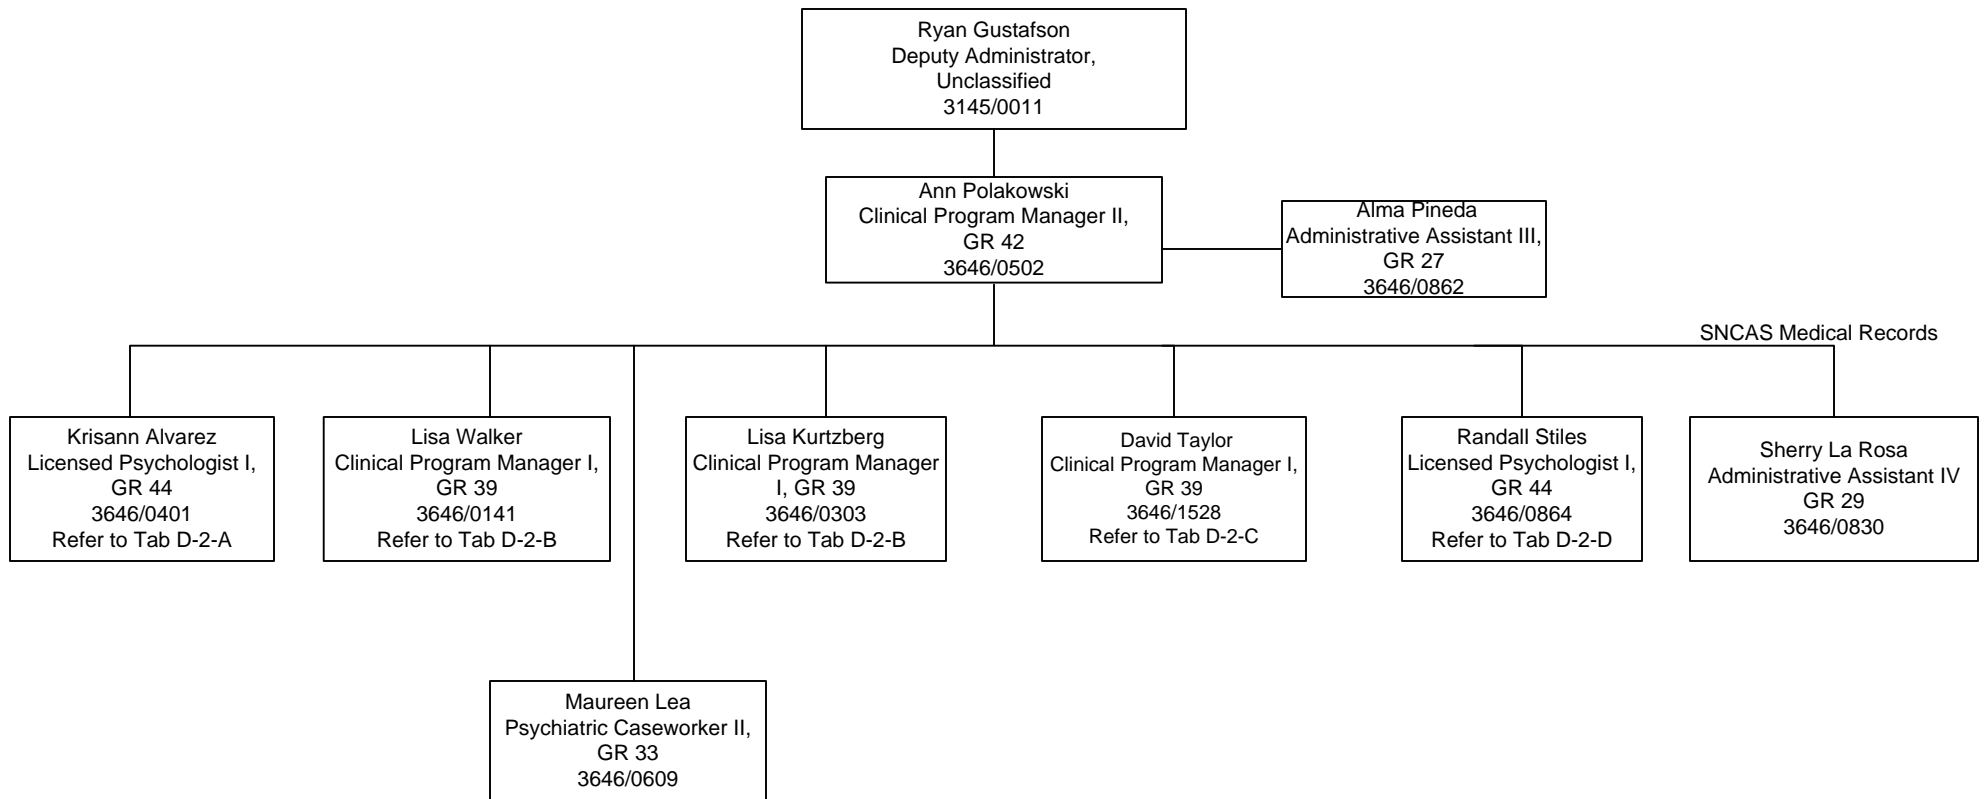 Ryan Gustafson
Deputy Administrator,
Unclassified
3145/0011
Ann Polakowski
Clinical Program Manager II,
GR 42
3646/0502
Alma Pineda
Administrative Assistant III,
GR 27
3646/0862
SNCAS Medical Records
Krisann Alvarez
Licensed Psychologist I,
GR 44
3646/0401
Refer to Tab D-2-A
Lisa Walker
Clinical Program Manager I,
GR 39
3646/0141
Refer to Tab D-2-B
Lisa Kurtzberg
Clinical Program Manager
I, GR 39
3646/0303
Refer to Tab D-2-B
David Taylor
Clinical Program Manager I,
GR 39
3646/1528
Refer to Tab D-2-C
Randall Stiles
Licensed Psychologist I,
GR 44
3646/0864
Refer to Tab D-2-D
Sherry La Rosa
Administrative Assistant IV
GR 29
3646/0830
Maureen Lea
Psychiatric Caseworker II,
GR 33
3646/0609